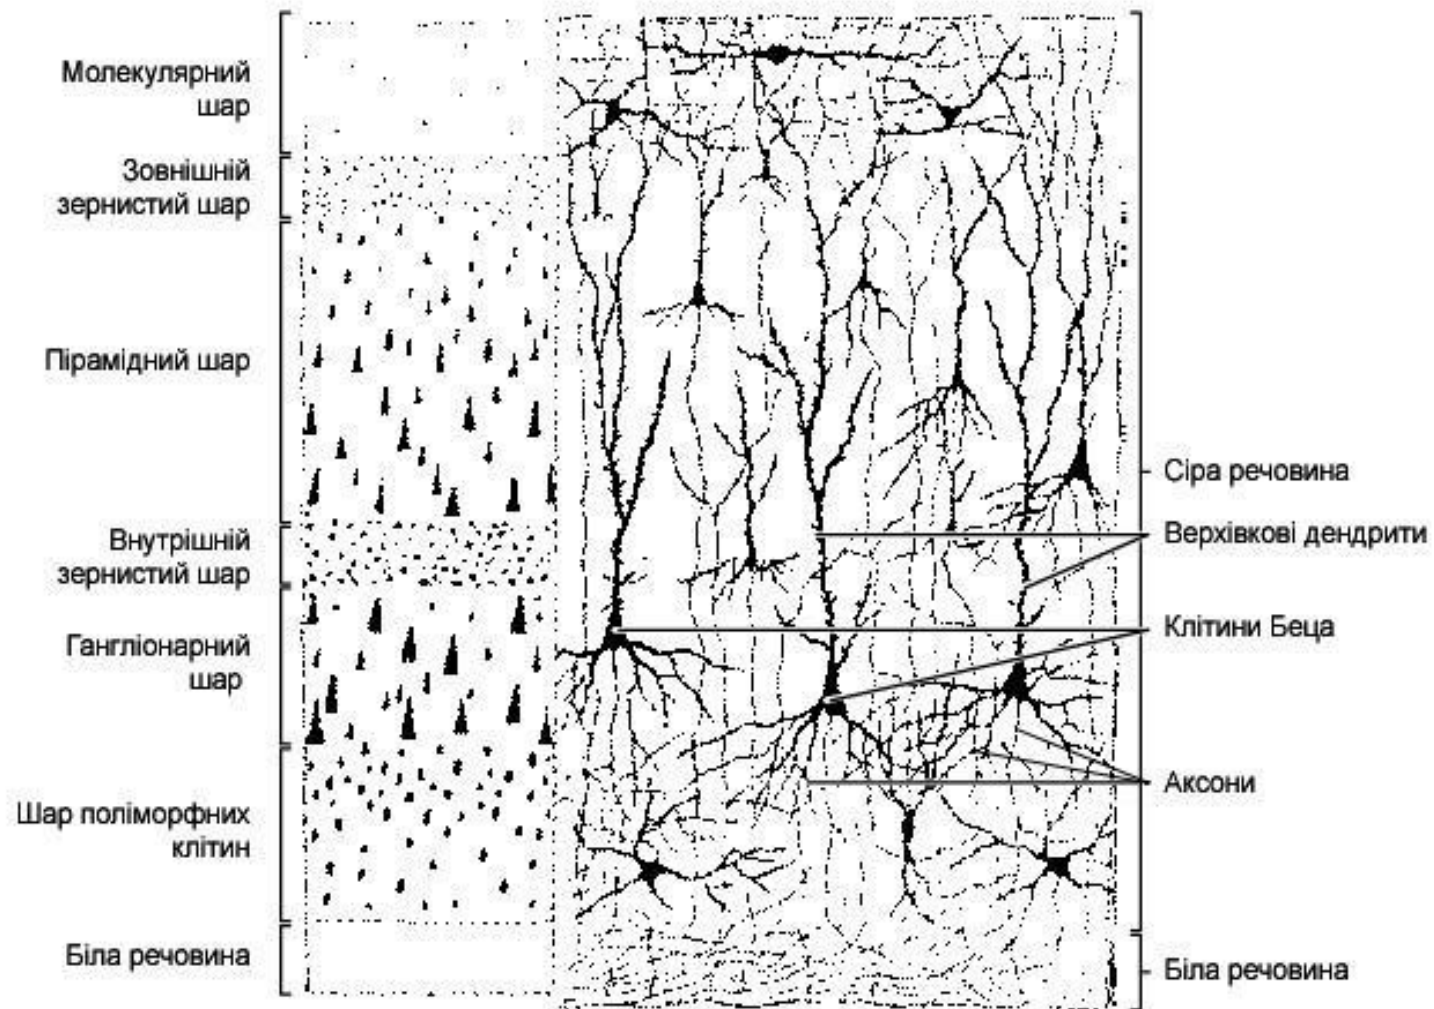 Молекулярний
шар
Зовнішній
зернистий шар
Пірамідний шар
Внутрішній
зернистий шар
Гангліонарний
шар
Шар поліморфних
клітин
Біла речовина
Сіра речовина
Верхівкові дендрити
Клітини Беца
Аксони
Біла речовина